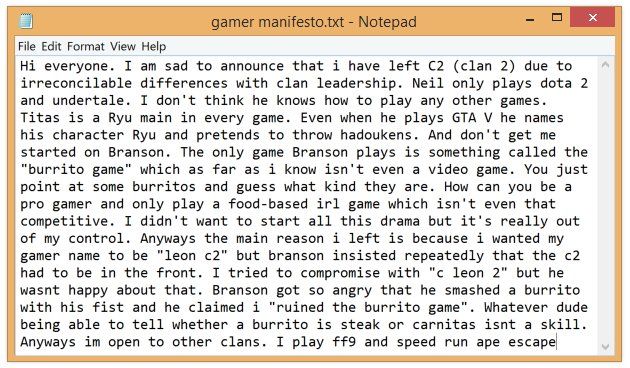 gamer manifesto.txt - Notepad
File Edit Format View Help
Hi everyone. I am sad to announce that i have left C2 (clan 2) due to
irreconcilable differences with clan leadership. Neil only plays dota 2
and undertale. I don't think he knows how to play any other games.
Titas is a Ryu main in every game. Even when he plays GTA V he names
his character Ryu and pretends to throw hadoukens. And don't get me
started on Branson. The only game Branson plays is something called the
"burrito game" which as far as i know isn't even a video game. You just
point at some burritos and guess what kind they are. How can you be a
pro gamer and only play a food-based irl game which isn't even that
competitive. I didn't want to start all this drama but it's really out
of my control. Anyways the main reason i left is because i wanted my
gamer name to be "leon c2" but branson insisted repeatedly that the c2
had to be in the front. I tried to compromise with "c leon 2" but he
wasnt happy about that. Branson got so angry that he smashed a burrito
with his fist and he claimed i "ruined the burrito game". Whatever dude
being able to tell whether a burrito is steak or carnitas isnt a skill.
Anyways im open to other clans. I play ff9 and speed run ape escape